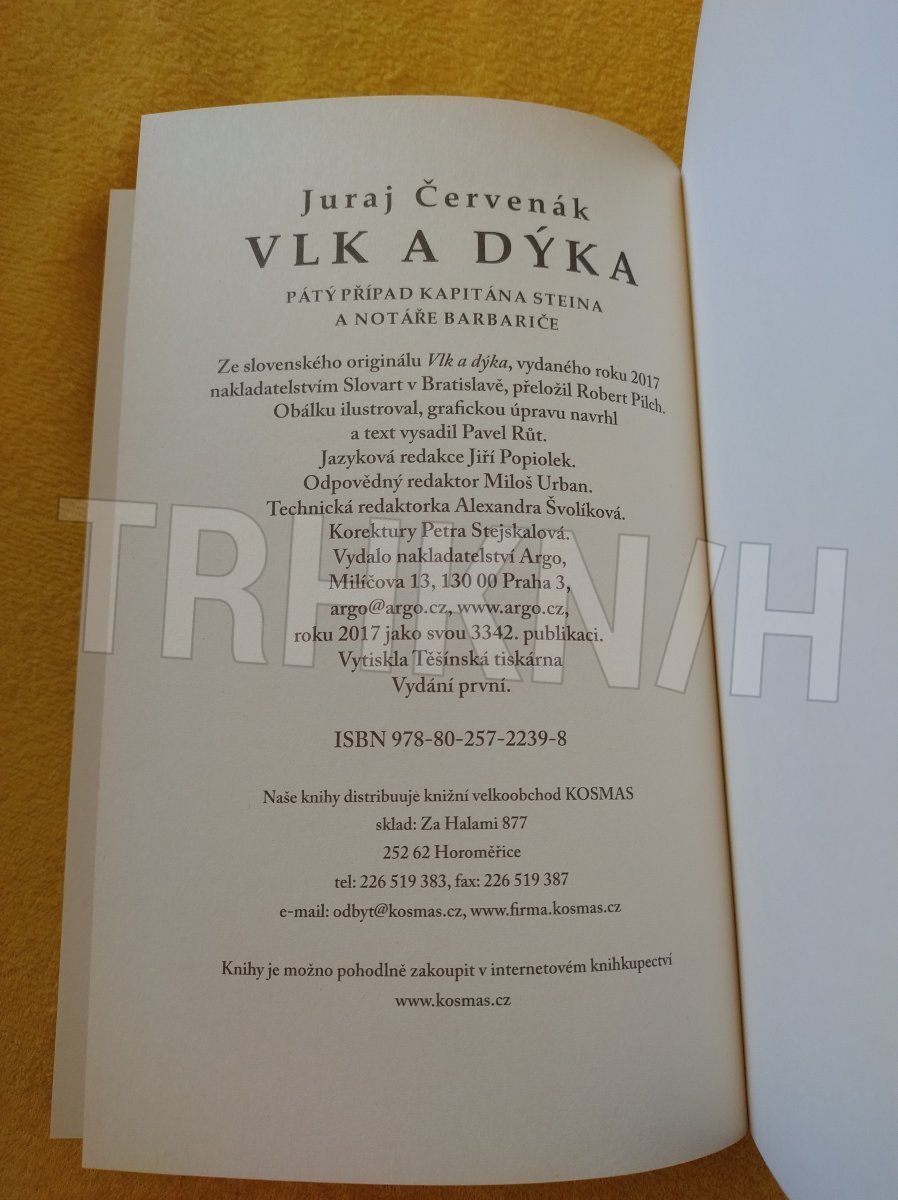 Juraj Červenák
VLK A DÝKA
PÁTÝ PŘÍPAD KAPITÁNA STEINA
A NOTÁŘE BARBARIČE
Ze slovenského originálu Vlk a dýka, vydaného roku 2017
nakladatelstvím Slovart v Bratislavě, přeložil Robert Pilch.
Obálku ilustroval, grafickou úpravu navrhl
a text vysadil Pavel Růt.
Jazyková redakce Jiří Popiolek.
Odpovědný redaktor Miloš Urban.
Technická redaktorka Alexandra Švolíková.
Korektury Petra Stejskalová.
Vydalo nakladatelství Argo,
Milíčova 13, 130 00 Praha 3,
argo@argo.cz, www.argo.cz,
roku 2017 jako svou 3342. publikaci.
Vytiskla Těšínská tiskárna
Vydání první.
ISBN 978-80-257-2239-8
Naše knihy distribuuje knižní velkoobchod KOSMAS
sklad: Za Halami 877
252 62 Horoměřice
tel: 226 519 383, fax: 226 519 387
e-mail: odbyt@kosmas.cz, www.firma.kosmas.cz
Knihy je možno pohodlně zakoupit v internetovém knihkupectví
www.kosmas.cz
TRHKNI/H